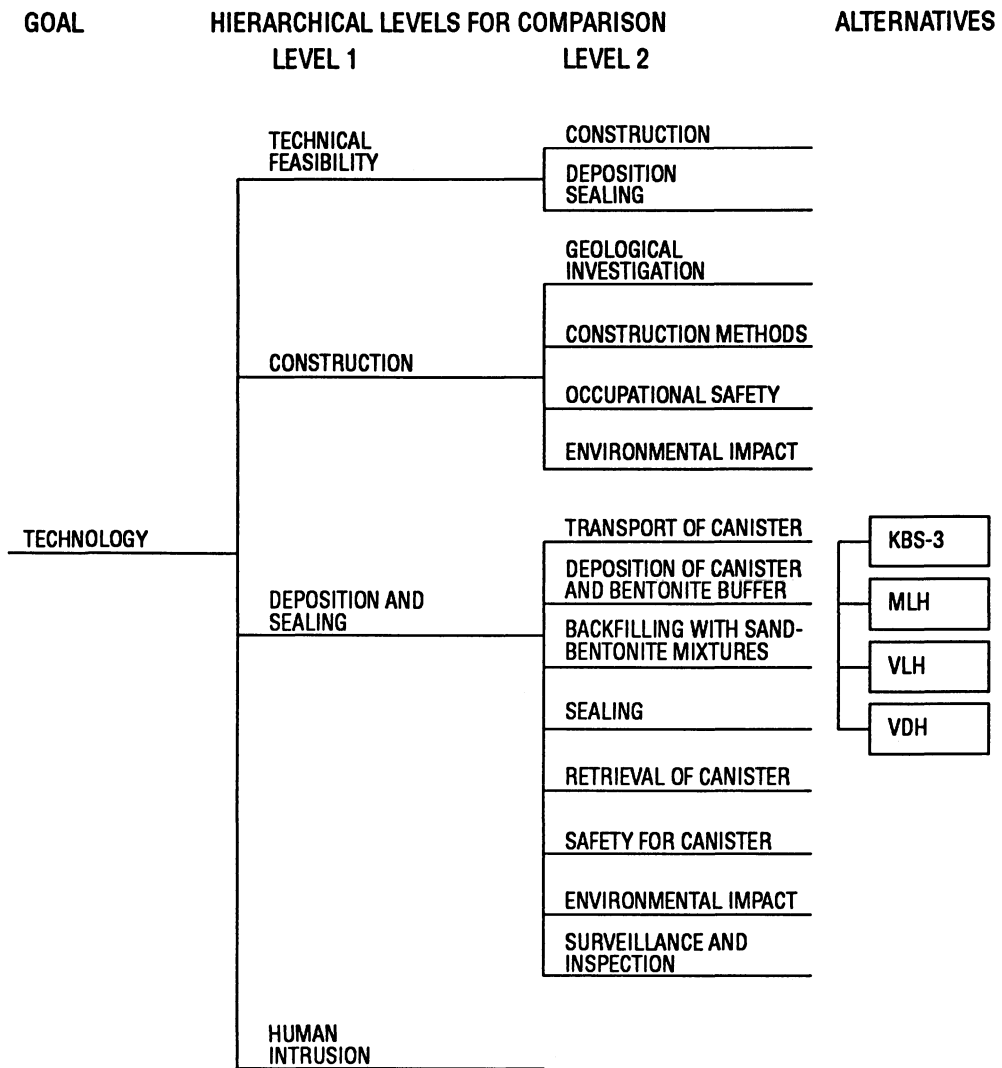 GOAL
HIERARCHICAL LEVELS FOR COMPARISON
ALTERNATIVES
LEVEL 1
LEVEL 2
TECHNICAL
FEASIBILITY
CONSTRUCTION
DEPOSITION
SEALING
GEOLOGICAL
INVESTIGATION
CONSTRUCTION
CONSTRUCTION METHODS
OCCUPATIONAL SAFETY
ENVIRONMENTAL IMPACT
TECHNOLOGY
DEPOSITION AND
SEALING
TRANSPORT OF CANISTER
DEPOSITION OF CANISTER
AND BENTONITE BUFFER
BACKFILLING WITH SAND-
BENTONITE MIXTURES
SEALING
RETRIEVAL OF CANISTER
SAFETY FOR CANISTER
ENVIRONMENTAL IMPACT
SURVEILLANCE AND
INSPECTION
KBS-3
MLH
VLH
VDH
HUMAN
INTRUSION